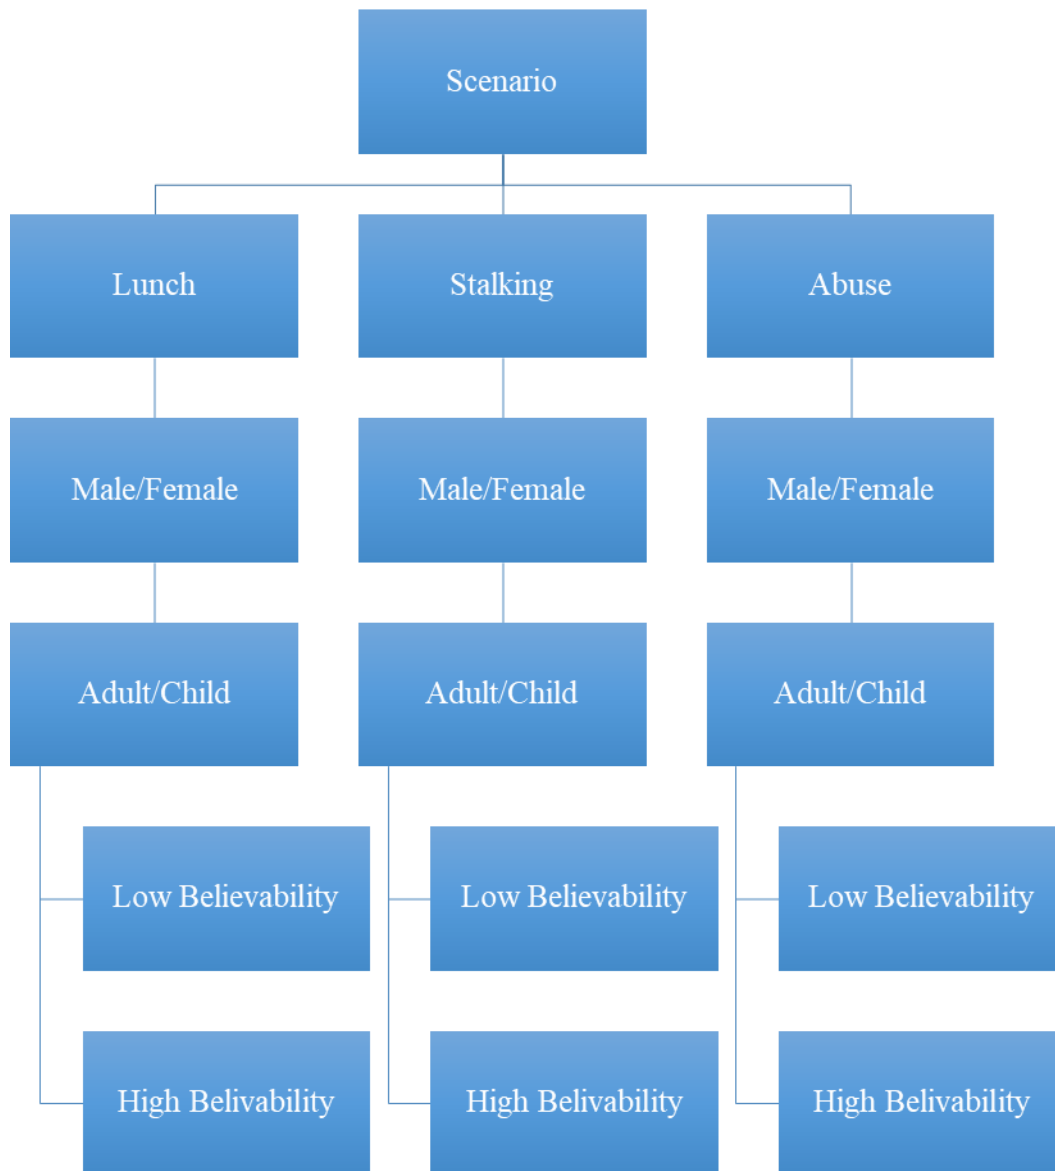 Scenario
Lunch
Stalking
Abuse
Male/Female
Male/Female
Male/Female
Adult/Child
Adult/Child
Adult/Child
Low Believability
Low Believability
Low Believability
High Belivability
High Belivability
High Belivability